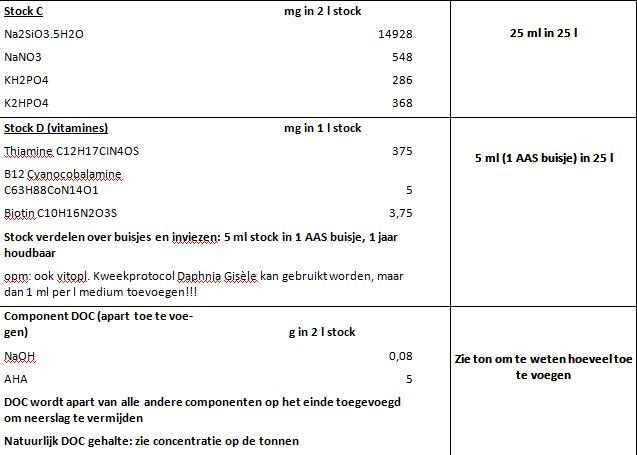 Stock C mg in 2 l stock
25 ml in 25 l
Na2SiO3.5H2O 14928
NaNO3 548
KH2PO4 286
K2HPO4 368
Stock D (vitamines) mg in 1 l stock
5 ml (1 AAS buisje) in 25 l
Thiamine C12H17ClN4OS 375
B12 Cyanocobalamine
C63H88CoN14O1 5
Biotin C10H16N2O3S 3,75
Stock verdelen over buisjes en inviezen: 5 ml stock in 1 AAS buisje, 1 jaar
houdbaar
opm: ook vitopl. Kweekprotocol Daphnia Gisèle kan gebruikt worden, maar
dan 1 ml per l medium toevoegen!!!
Component DOC (apart toe te voe-
gen) g in 2 l stock
Zie ton om te weten hoeveel toe
te voegen
NaOH 0,08
AHA 5
DOC wordt apart van alle andere componenten op het einde toegevoegd
om neerslag te vermijden
Natuurlijk DOC gehalte: zie concentratie op de tonnen